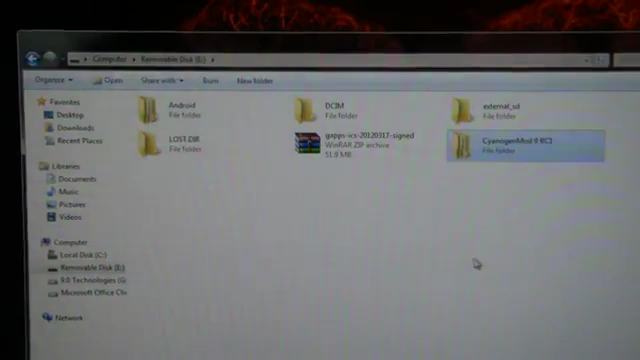 Computer ▸ Removable Disk (E:) ▸
Organize ▾ Open Share with ▾ Burn New folder
Favorites
Desktop
Downloads
Recent Places
Libraries
Documents
Music
Pictures
Videos
Computer
Local Disk (C:)
Removable Disk (E:)
9.0 Technologies (G
Microsoft Office Cli
Network
Android
File folder
DCIM
File folder
external_sd
File folder
LOST.DIR
File folder
gapps-ics-20120317-signed
WinRAR ZIP archive
51.9 MB
CyanogenMod 9 RC1
File folder